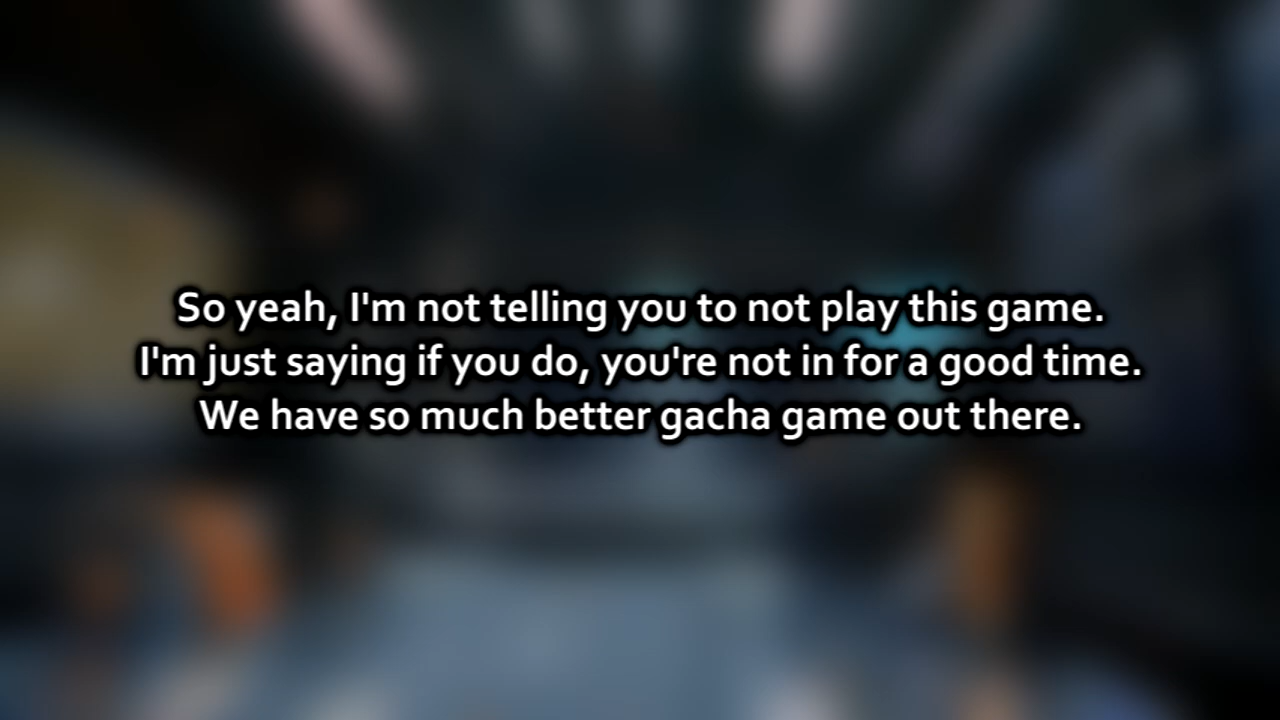 So yeah, I'm not telling you to not play this game.
I'm just saying if you do, you're not in for a good time.
We have so much better gacha game out there.